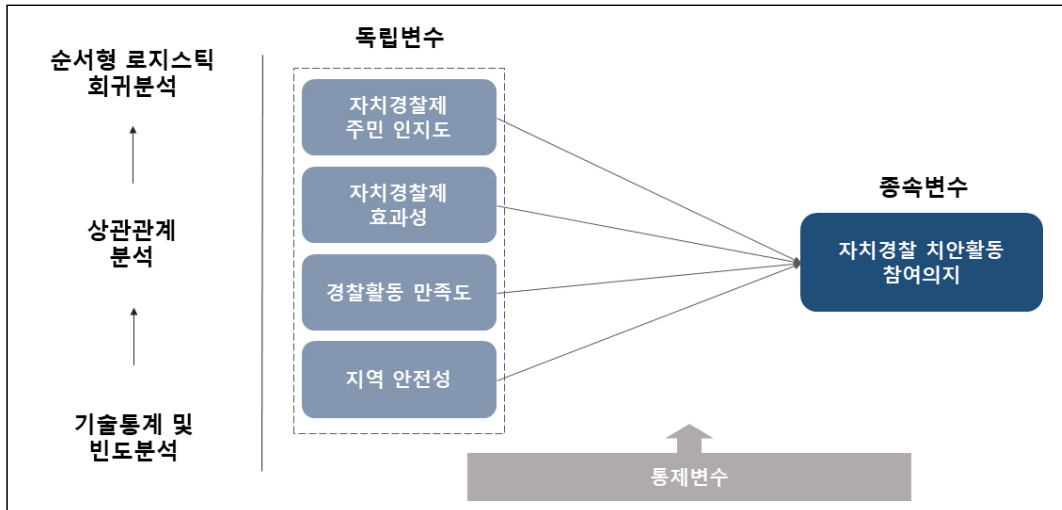 순서형 로지스틱
회귀분석
상관관계
분석
기술통계 및
빈도분석
독립변수
자치경찰제
주민 인지도
자치경찰제
효과성
경찰활동 만족도
지역 안전성
종속변수
자치경찰 치안활동
참여의지
통제변수